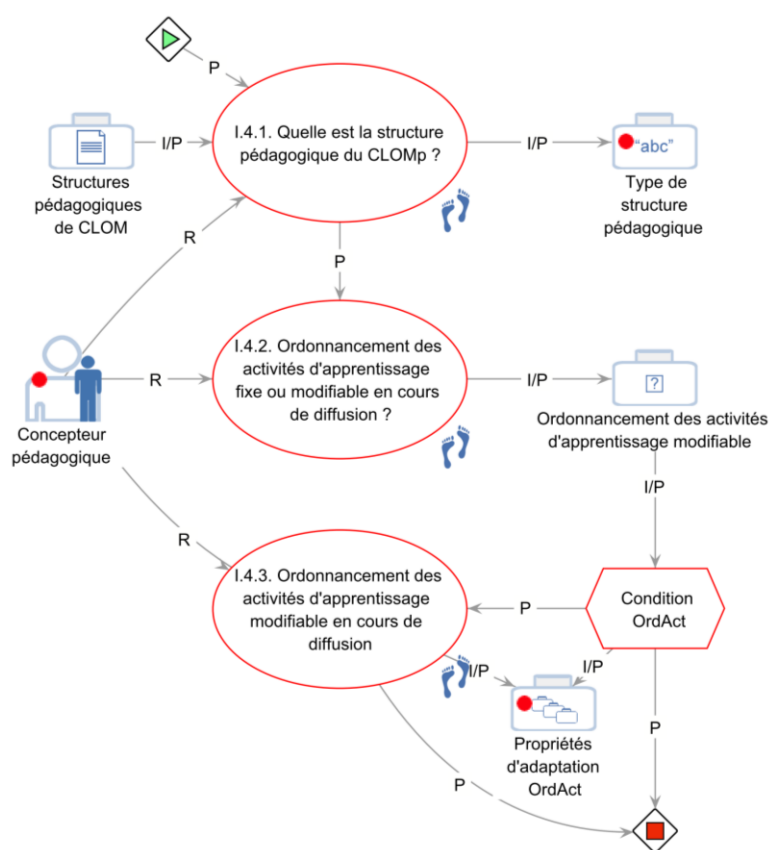 P
I.4.1. Quelle est la structure
pédagogique du CLOMp ?
I/P
I/P
"abc"
Structures
pédagogiques
de CLOM
Type de
structure
pédagogique
R
P
I.4.2. Ordonnancement des
activités d'apprentissage
fixe ou modifiable en cours
de diffusion ?
R
I/P
?
Concepteur
pédagogique
Ordonnancement des activités
d'apprentissage modifiable
I/P
R
I.4.3. Ordonnancement des
activités d'apprentissage
modifiable en cours de
diffusion
P
Condition
OrdAct
I/P
I/P
Propriétés
d'adaptation
OrdAct
P
P